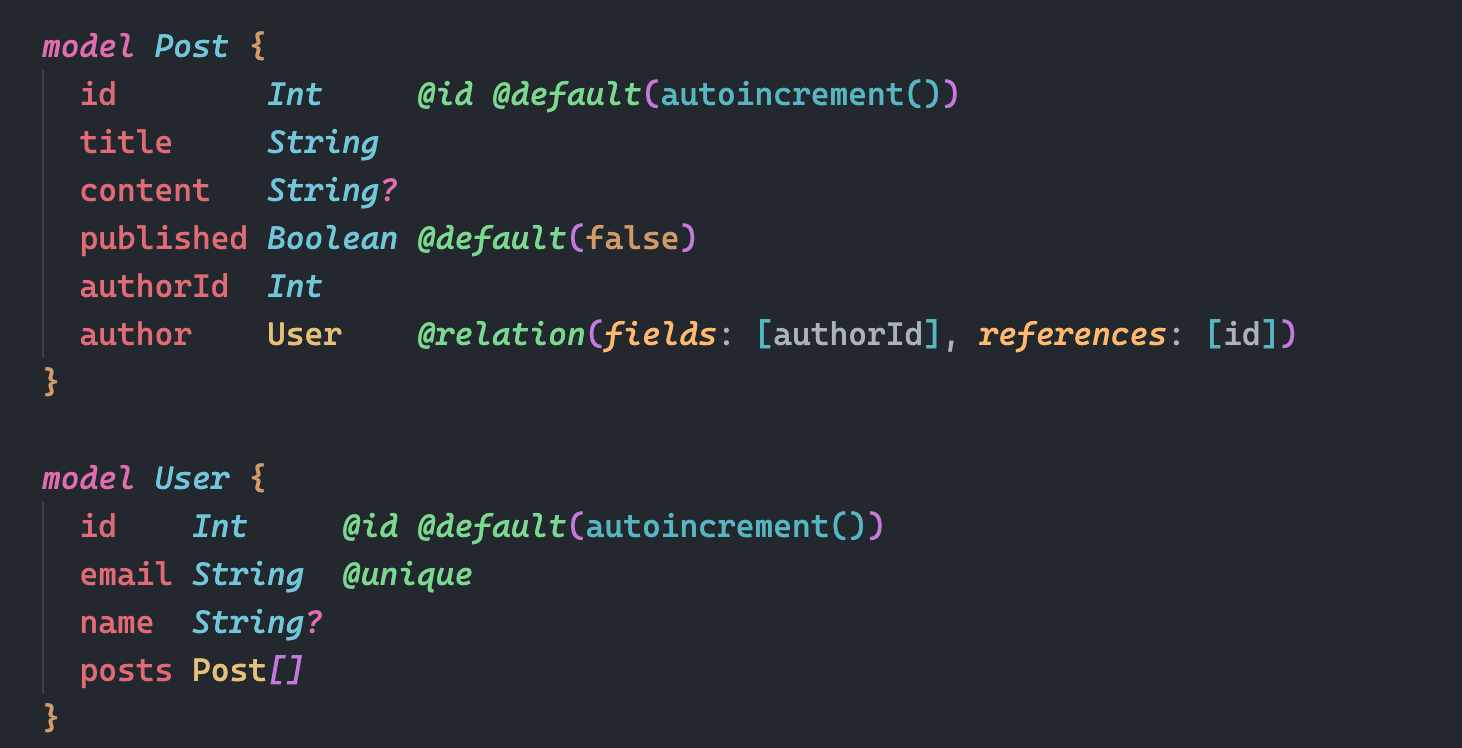 model Post {
  id        Int     @id @default(autoincrement())
  title     String
  content   String?
  published Boolean @default(false)
  authorId  Int
  author    User    @relation(fields: [authorId], references: [id])
}

model User {
  id    Int     @id @default(autoincrement())
  email String  @unique
  name  String?
  posts Post[]
}